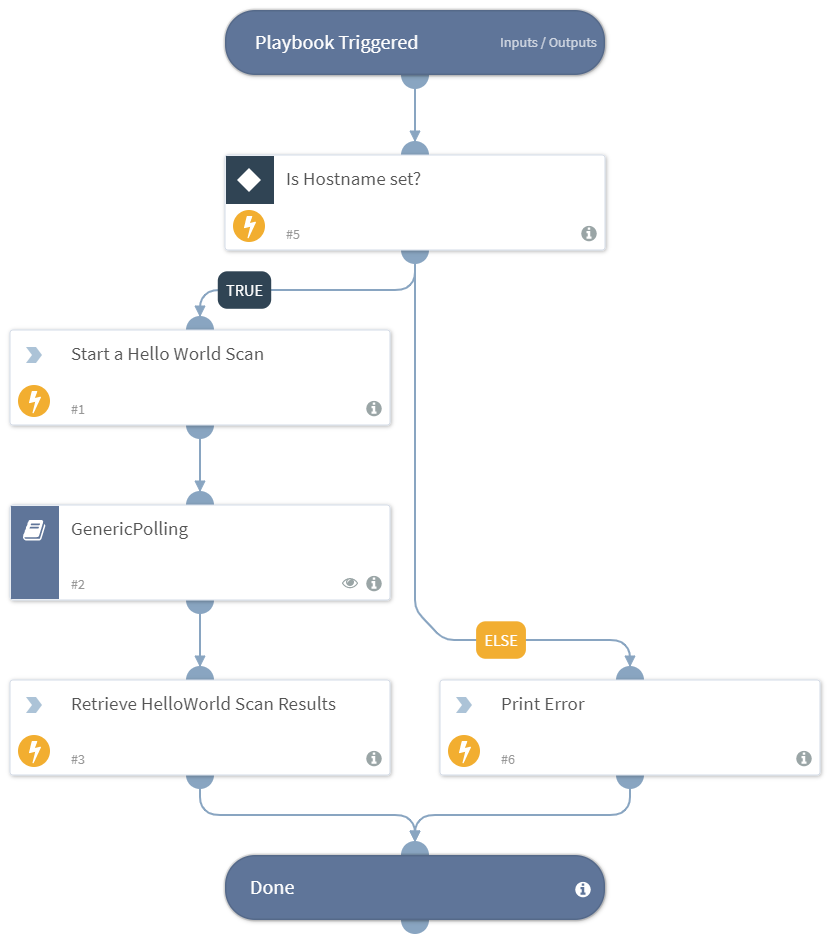 Playbook Triggered
Inputs / Outputs
Is Hostname set?
#5
TRUE
Start a Hello World Scan
#1
GenericPolling
#2
ELSE
Retrieve HelloWorld Scan Results
#3
Print Error
#6
Done